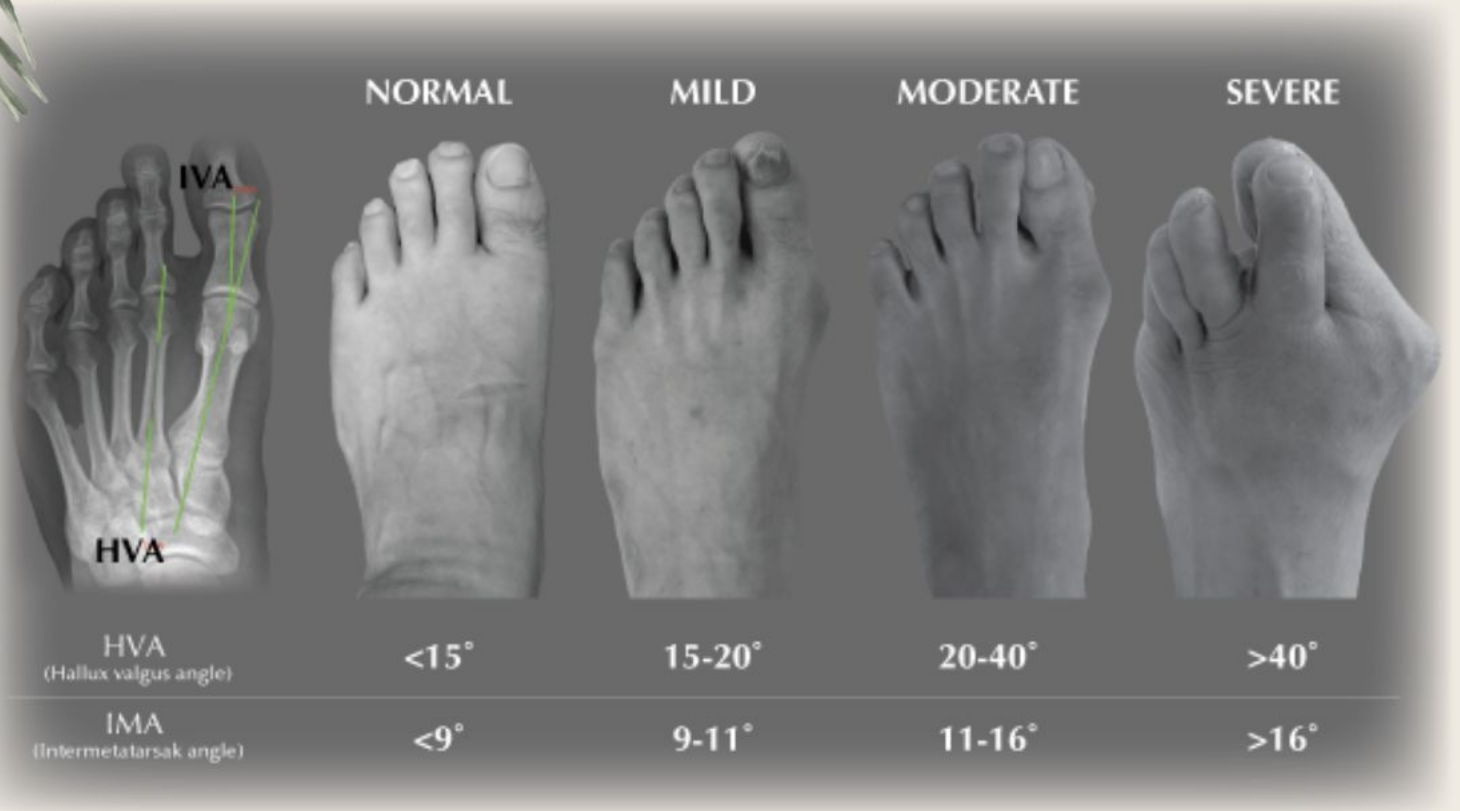 NORMAL MILD MODERATE SEVERE
IVA
HVA
HVA <15° 15-20° 20-40° >40°
(Hallux valgus angle)
IMA <9° 9-11° 11-16° >16°
(Intermetatarsak angle)